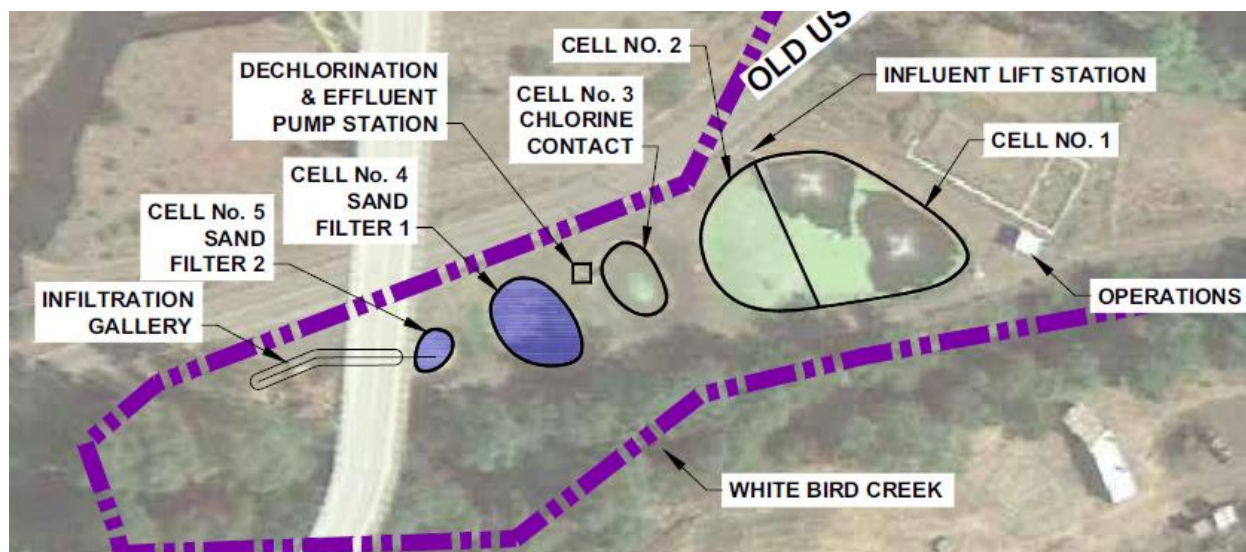 OLD US
CELL NO. 2
INFLUENT LIFT STATION
DECHLORINATION
& EFFLUENT
PUMP STATION
CELL No. 3
CHLORINE
CONTACT
CELL NO. 1
CELL No. 4
SAND
FILTER 1
CELL No. 5
SAND
FILTER 2
INFILTRATION
GALLERY
OPERATIONS
WHITE BIRD CREEK